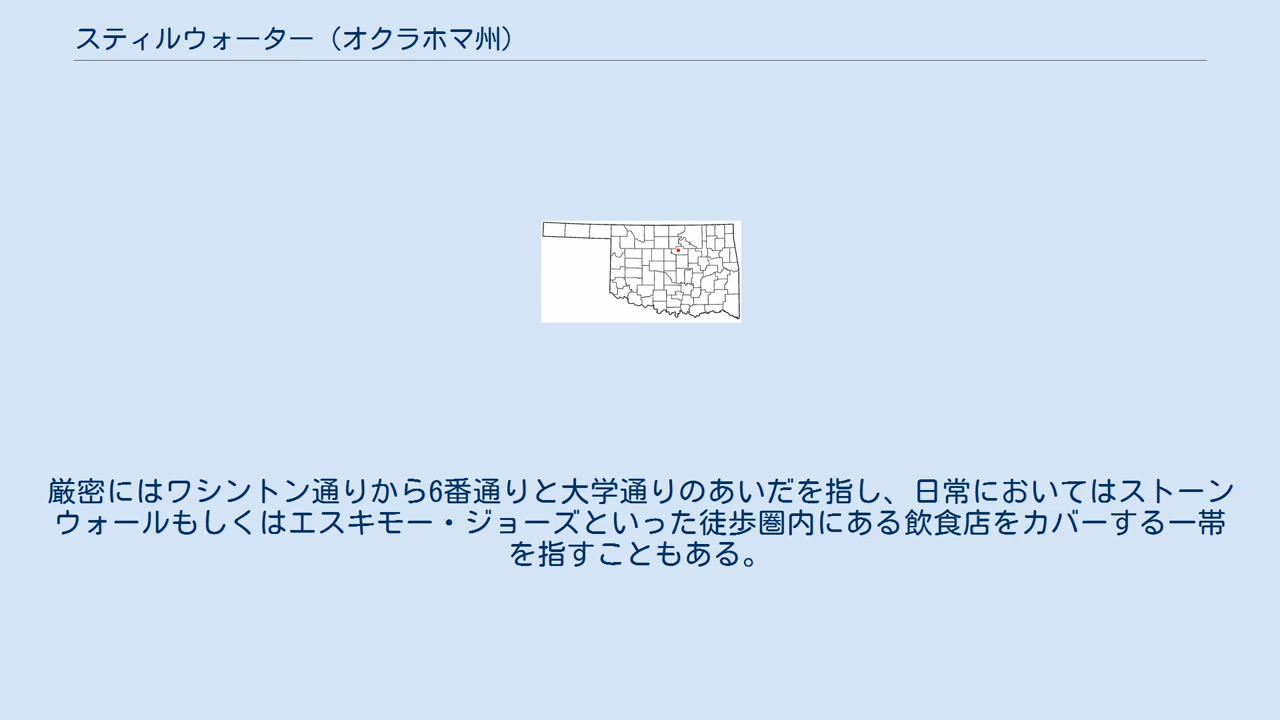 スティルウォーター（オクラホマ州）
厳密にはワシントン通りから6番通りと大学通りのあいだを指し、日常においてはストーン
ウォールもしくはエスキモー・ジョーズといった徒歩圏内にある飲食店をカバーする一帯
を指すこともある。